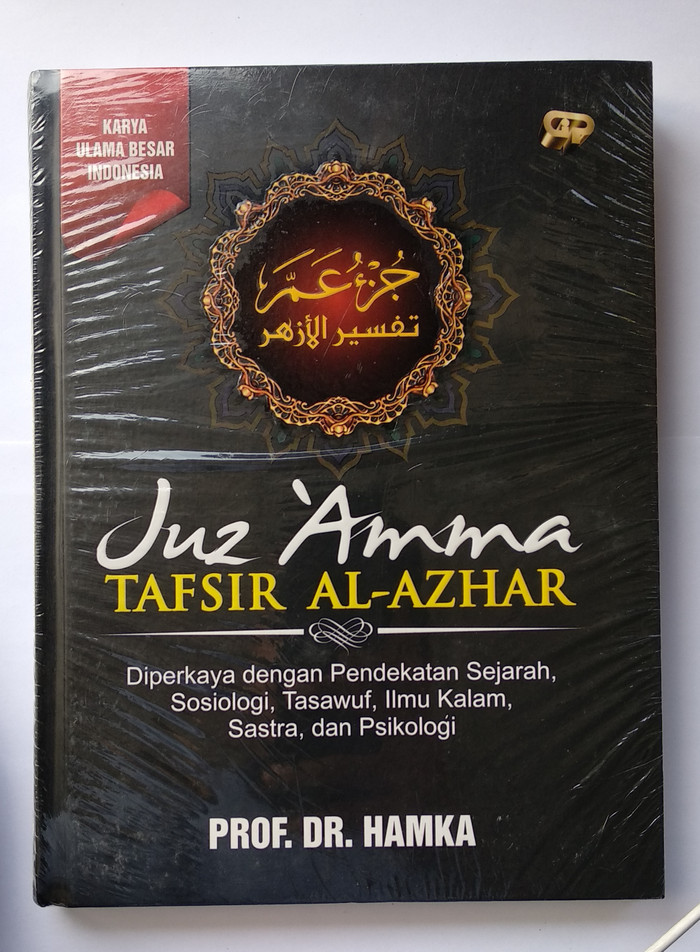 KARYA
ULAMA BESAR
INDONESIA
جُزْءُ عَمَّ
تفسير الأزهر
Juz 'Amma
TAFSIR AL-AZHAR
Diperkaya dengan Pendekatan Sejarah,
Sosiologi, Tasawuf, Ilmu Kalam,
Sastra, dan Psikologi
PROF. DR. HAMKA